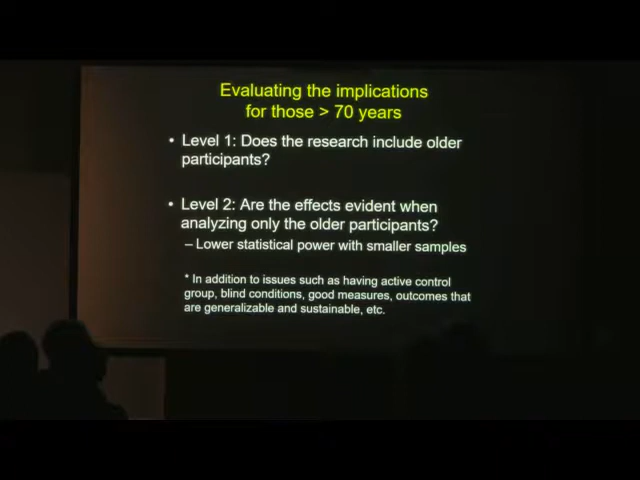 Evaluating the implications
for those > 70 years
• Level 1: Does the research include older
participants?
• Level 2: Are the effects evident when
analyzing only the older participants?
– Lower statistical power with smaller samples
* In addition to issues such as having active control
group, blind conditions, good measures, outcomes that
are generalizable and sustainable, etc.